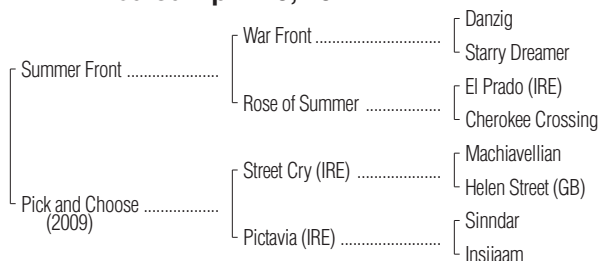 Danzig
War Front ........................
Starry Dreamer
Summer Front .....................
El Prado (IRE)
Rose of Summer ..................
Cherokee Crossing
Machiavellian
Street Cry (IRE) ....................
Helen Street (GB)
Pick and Choose .................
(2009)
Sinndar
Pictavia (IRE) .......................
Insijaam